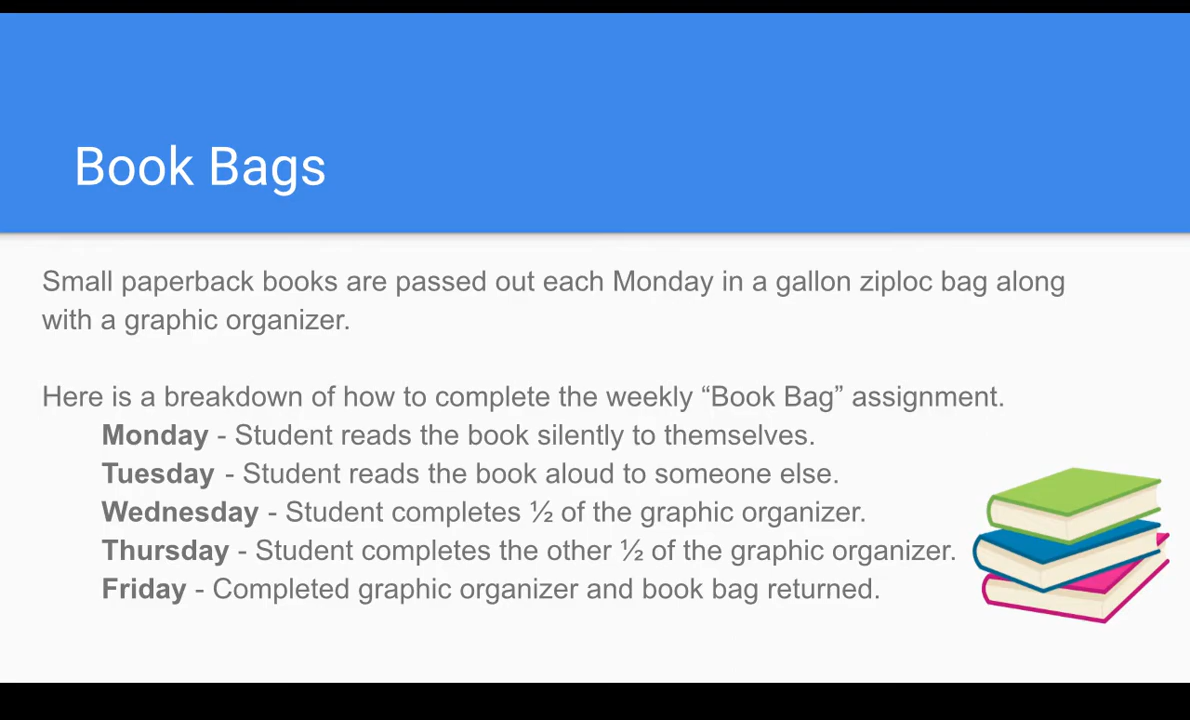 Book Bags
Small paperback books are passed out each Monday in a gallon ziploc bag along
with a graphic organizer.
Here is a breakdown of how to complete the weekly “Book Bag” assignment.
Monday - Student reads the book silently to themselves.
Tuesday - Student reads the book aloud to someone else.
Wednesday - Student completes ½ of the graphic organizer.
Thursday - Student completes the other ½ of the graphic organizer.
Friday - Completed graphic organizer and book bag returned.